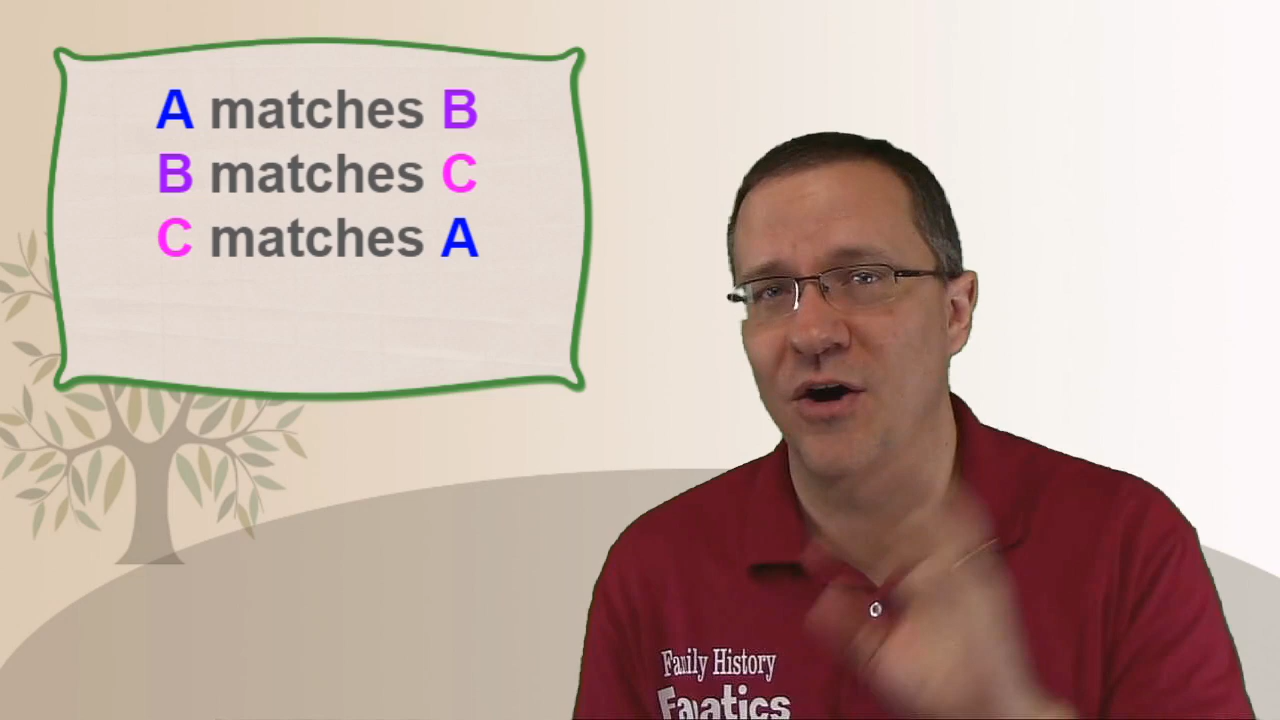 A matches B
B matches C
C matches A
Family History
Fanatics